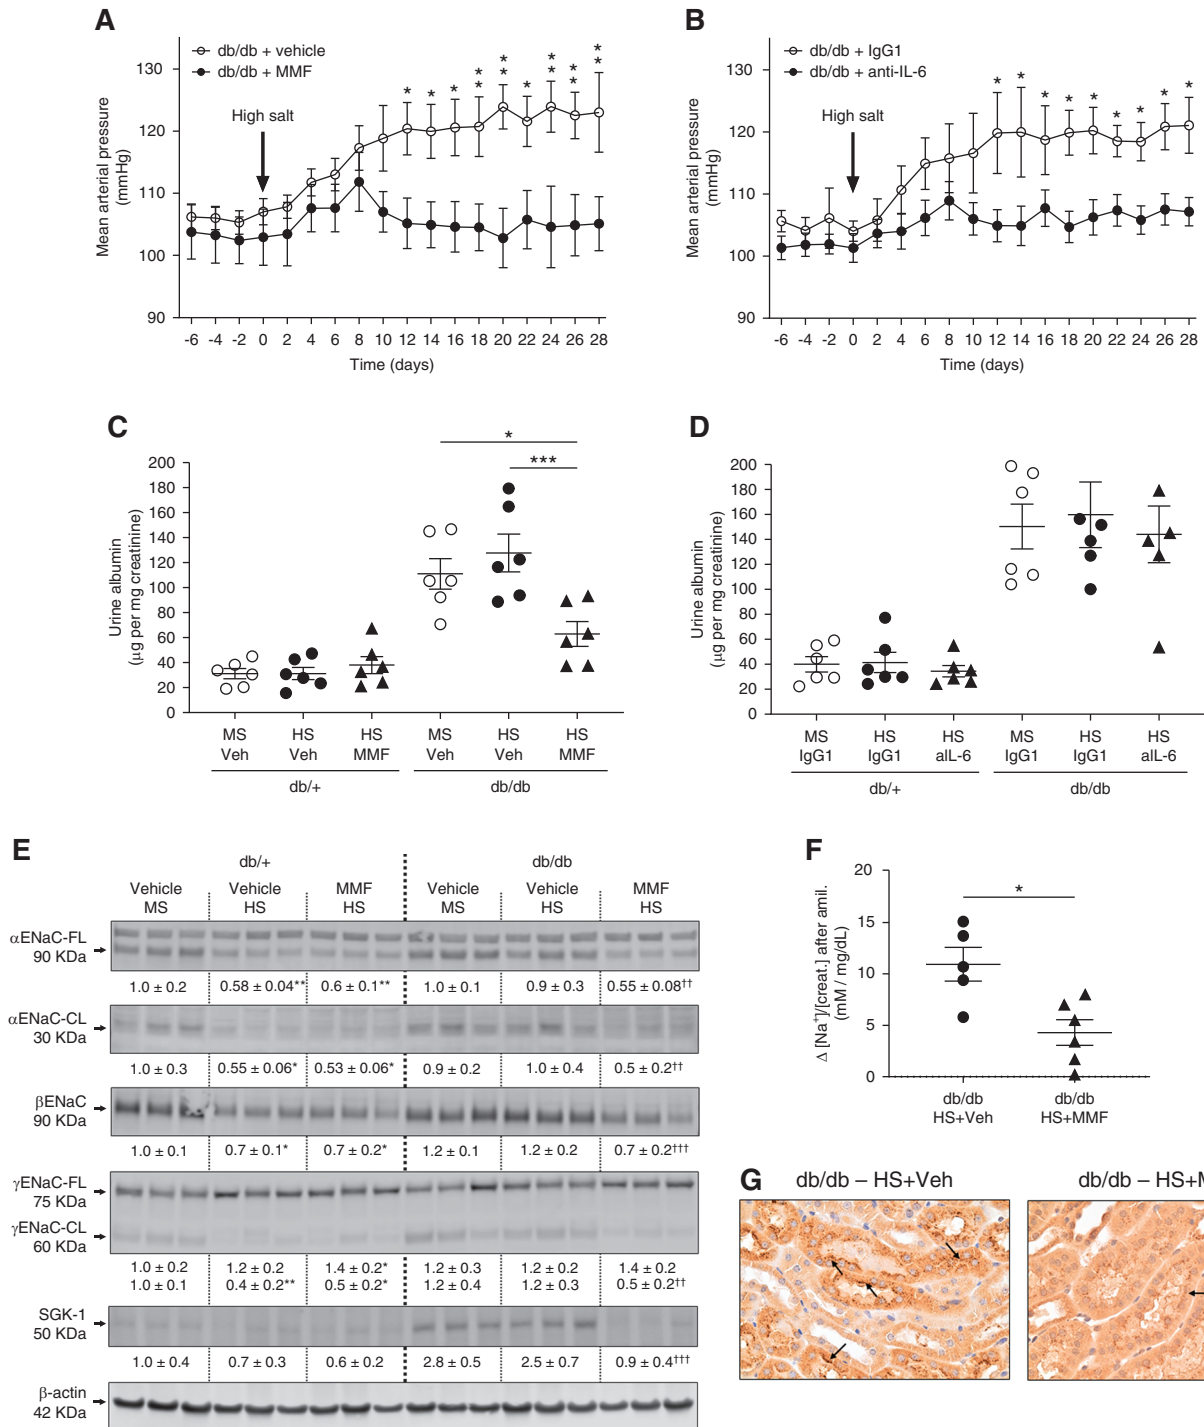 A
db/db + vehicle
db/db + MMF
Mean arterial pressure
(mmHg)
130
120
110
100
90
High salt
* * * ** ** * ** ** **
-6 -4 -2 0 2 4 6 8 10 12 14 16 18 20 22 24 26 28
Time (days)
B
db/db + IgG1
db/db + anti-IL-6
Mean arterial pressure
(mmHg)
130
120
110
100
90
High salt
* * * * * * * * *
-6 -4 -2 0 2 4 6 8 10 12 14 16 18 20 22 24 26 28
Time (days)
C
Urine albumin
(μg per mg creatinine)
200
180
160
140
120
100
80
60
40
20
0
*
***
MS HS HS MS HS HS
Veh Veh MMF Veh Veh MMF
db/+ db/db
D
Urine albumin
(μg per mg creatinine)
200
180
160
140
120
100
80
60
40
20
0
MS HS HS MS HS HS
IgG1 IgG1 aIL-6 IgG1 IgG1 aIL-6
db/+ db/db
E
db/+ db/db
Vehicle Vehicle MMF Vehicle Vehicle MMF
MS HS HS MS HS HS
αENaC-FL
90 KDa
1.0 ± 0.2 0.58 ± 0.04** 0.6 ± 0.1** 1.0 ± 0.1 0.9 ± 0.3 0.55 ± 0.08††
αENaC-CL
30 KDa
1.0 ± 0.3 0.55 ± 0.06* 0.53 ± 0.06* 0.9 ± 0.2 1.0 ± 0.4 0.5 ± 0.2††
βENaC
90 KDa
1.0 ± 0.1 0.7 ± 0.1* 0.7 ± 0.2* 1.2 ± 0.1 1.2 ± 0.2 0.7 ± 0.2†††
γENaC-FL
75 KDa
γENaC-CL
60 KDa
1.0 ± 0.2 1.2 ± 0.2 1.4 ± 0.2* 1.2 ± 0.3 1.2 ± 0.2 1.4 ± 0.2
1.0 ± 0.1 0.4 ± 0.2** 0.5 ± 0.2* 1.2 ± 0.4 1.2 ± 0.3 0.5 ± 0.2††
SGK-1
50 KDa
1.0 ± 0.4 0.7 ± 0.3 0.6 ± 0.2 2.8 ± 0.5 2.5 ± 0.7 0.9 ± 0.4†††
β-actin
42 KDa
F
Δ [Na⁺]/[creat.] after amil.
(mM / mg/dL)
20
15
10
5
0
*
db/db db/db
HS+Veh HS+MMF
G
db/db – HS+Veh
db/db – HS+M